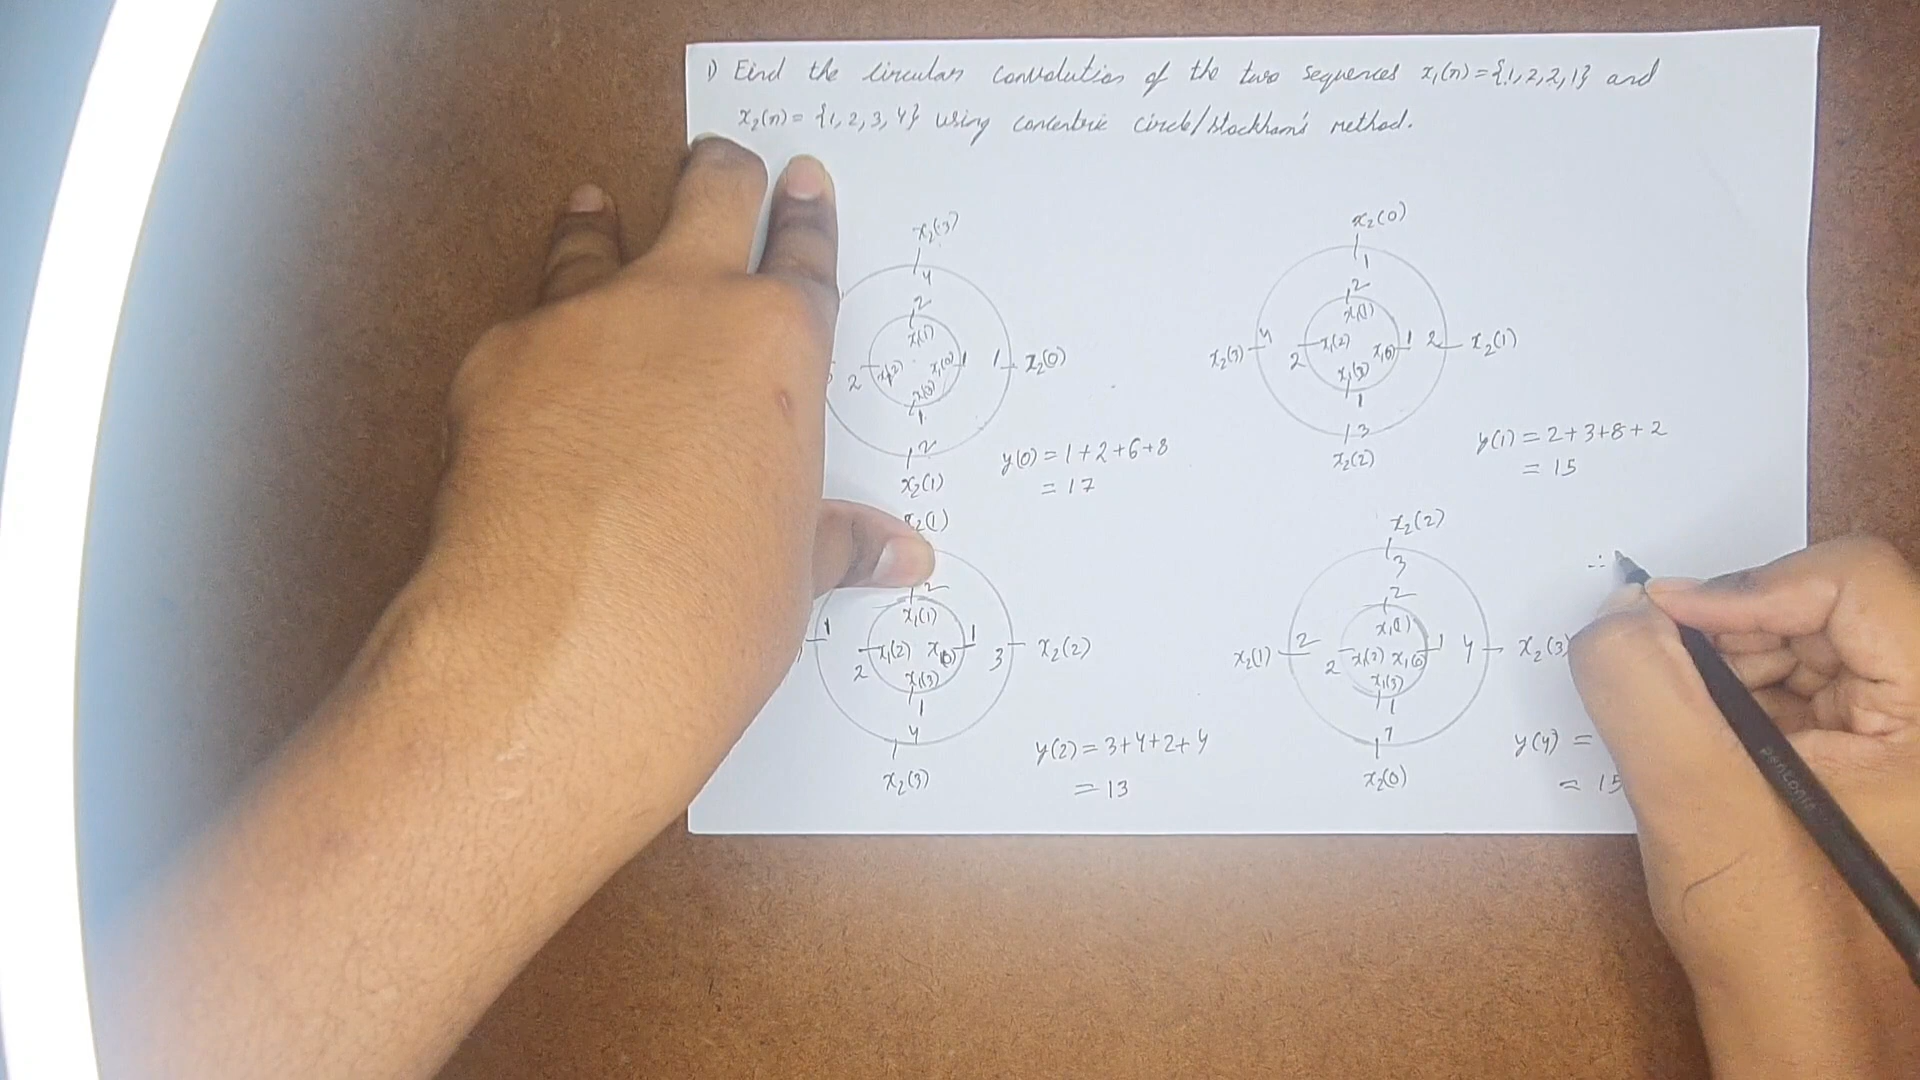 1) Find the circular convolution of the two sequences x₁(n) = {1, 2, 2, 1} and
x₂(n) = {1, 2, 3, 4} using concentric circle/stockham's method.
x₂(3)
4
2
x₁(1)
2 x₁(2) x₁(0) 1 1 x₂(0)
x₁(3)
1
2
x₂(1)
y(0) = 1 + 2 + 6 + 8
= 17
x₂(0)
1
2
x₁(1)
x₂(3) 4 2 x₁(2) x₁(0) 1 2 x₂(1)
x₁(3)
1
3
x₂(2)
y(1) = 2 + 3 + 8 + 2
= 15
x₂(1)
2
x₁(1)
1 2 x₁(2) x₁(0) 1 3 x₂(2)
x₁(3)
1
4
x₂(3)
y(2) = 3 + 4 + 2 + 4
= 13
x₂(2)
3
2
x₁(1)
x₂(1) 2 2 x₁(2) x₁(0) 1 4 x₂(3)
x₁(3)
1
1
x₂(0)
∴
y(4) =
= 15